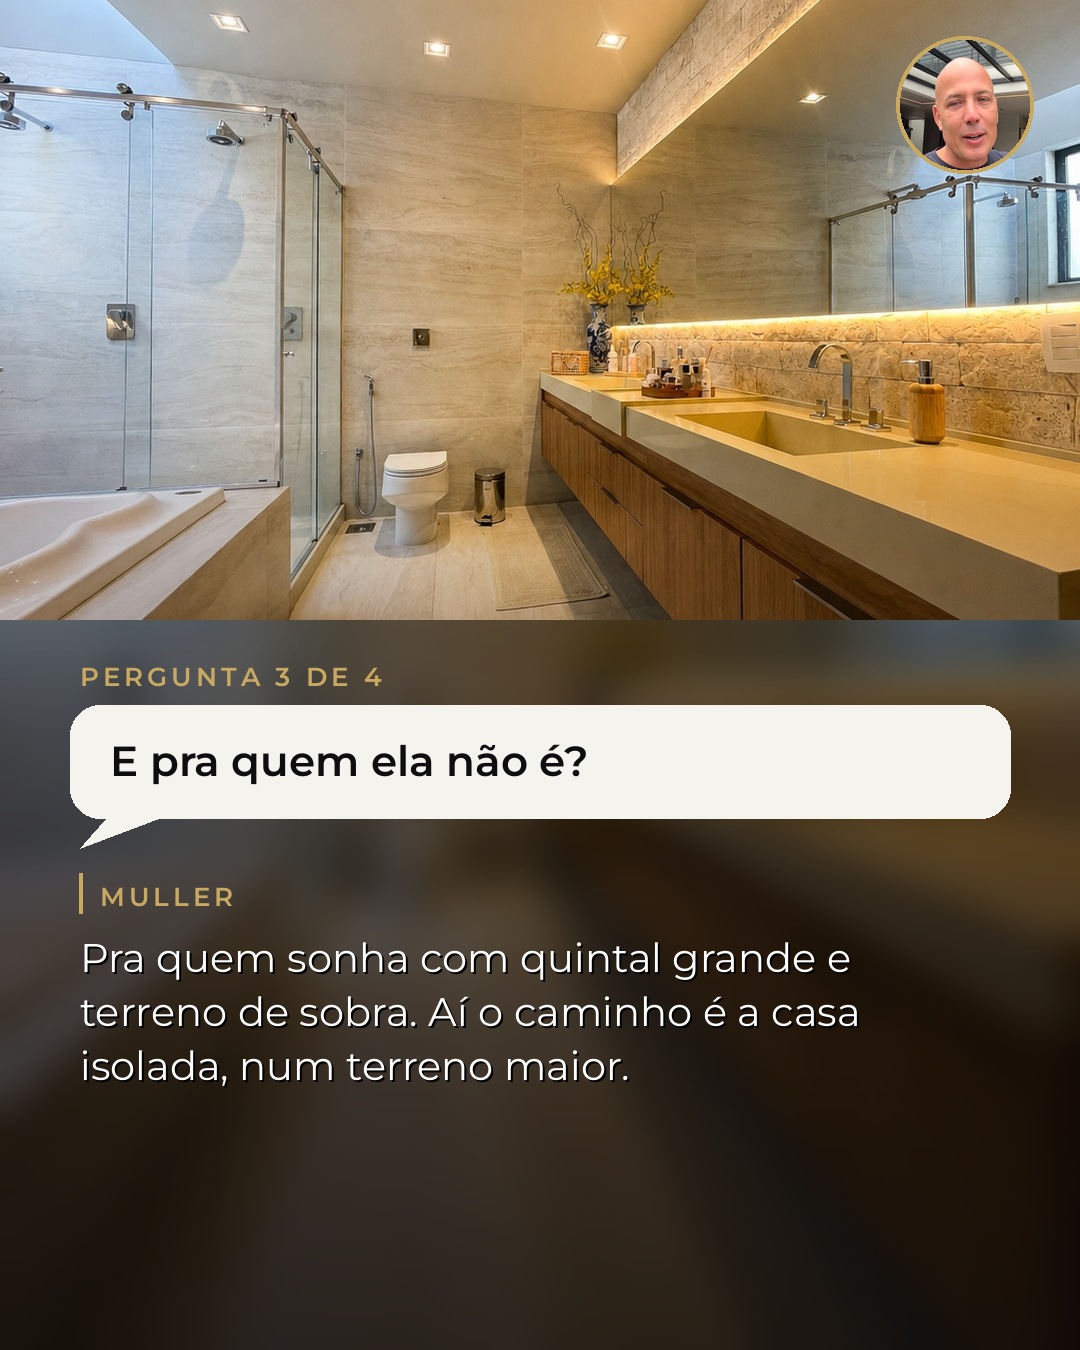 PERGUNTA 3 DE 4
E pra quem ela não é?
MULLER
Pra quem sonha com quintal grande e
terreno de sobra. Aí o caminho é a casa
isolada, num terreno maior.